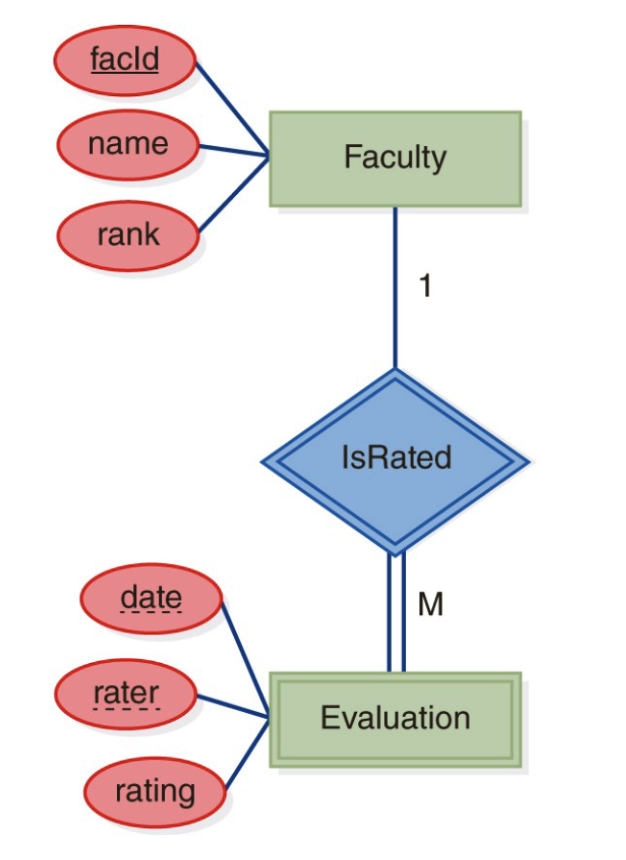 facId
name
rank
Faculty
1
IsRated
M
date
rater
rating
Evaluation